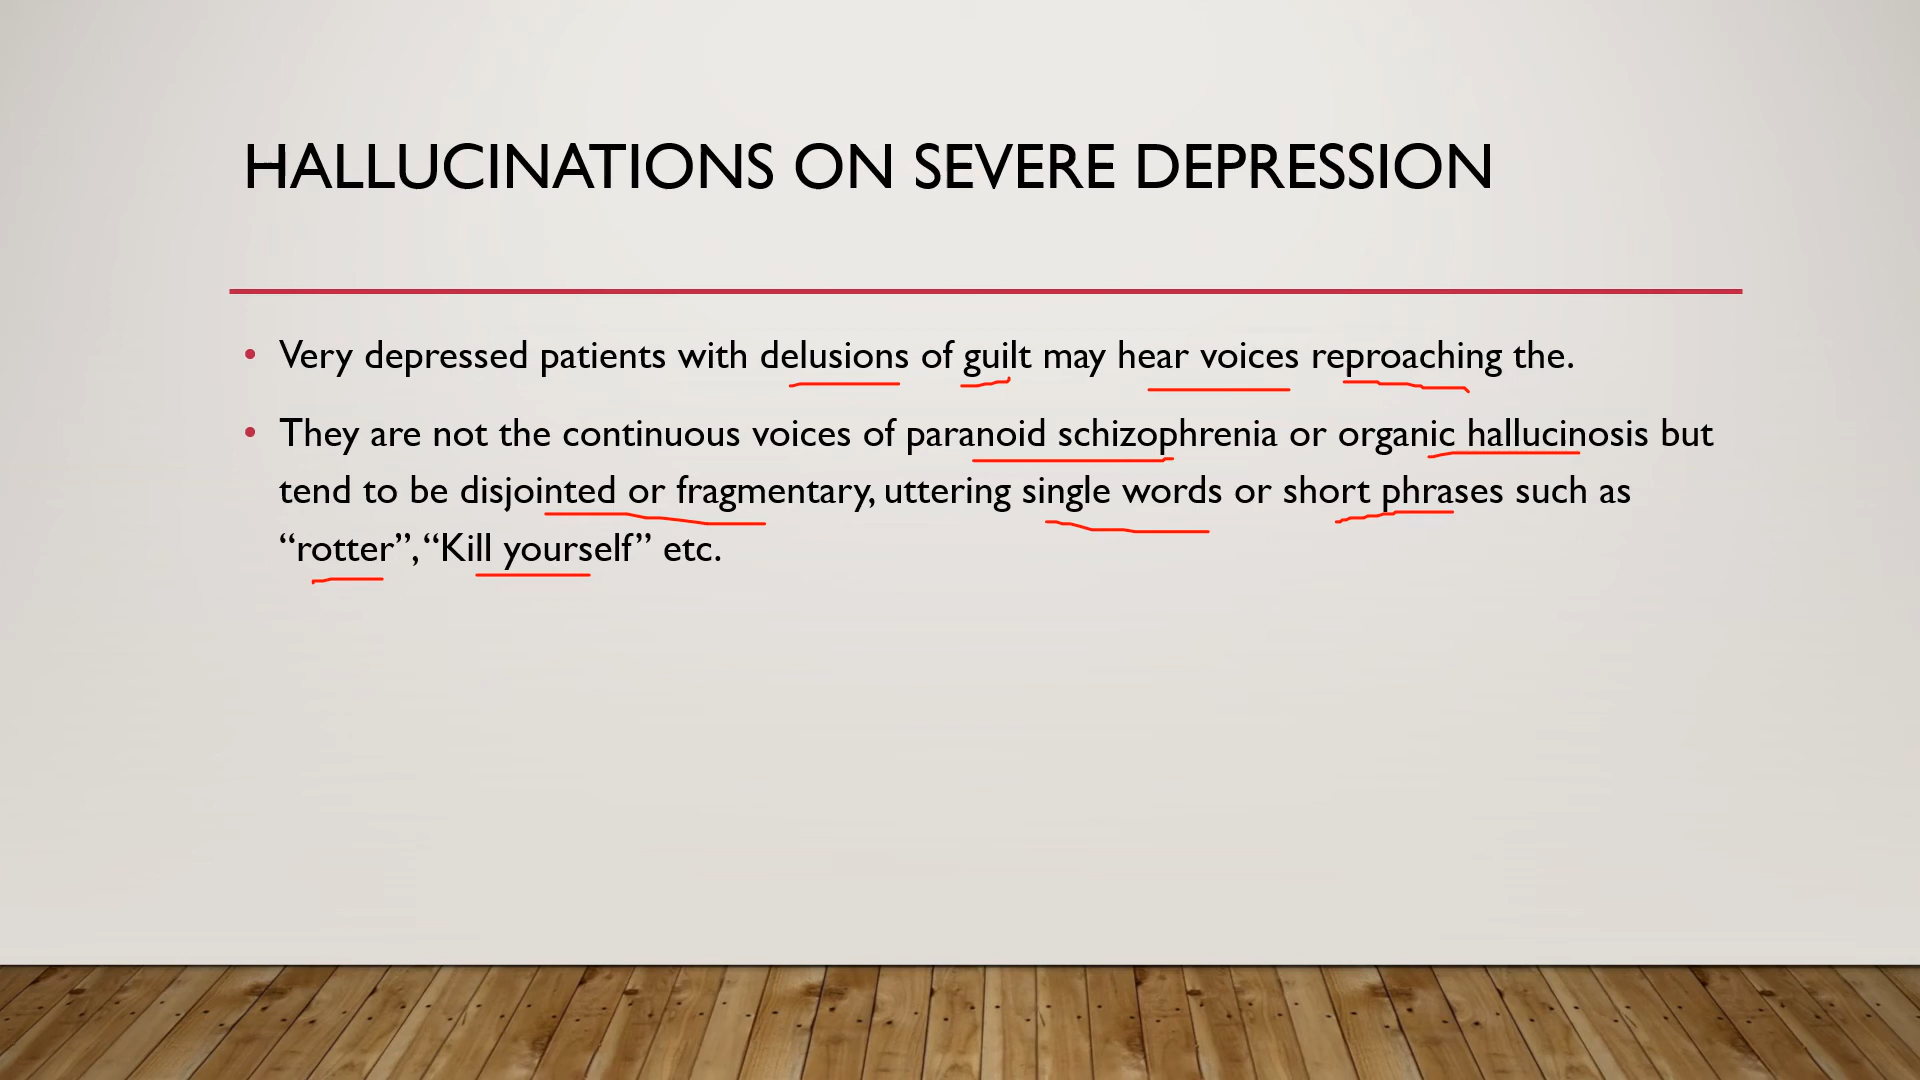 HALLUCINATIONS ON SEVERE DEPRESSION
• Very depressed patients with delusions of guilt may hear voices reproaching the.
• They are not the continuous voices of paranoid schizophrenia or organic hallucinosis but
tend to be disjointed or fragmentary, uttering single words or short phrases such as
“rotter”, “Kill yourself” etc.